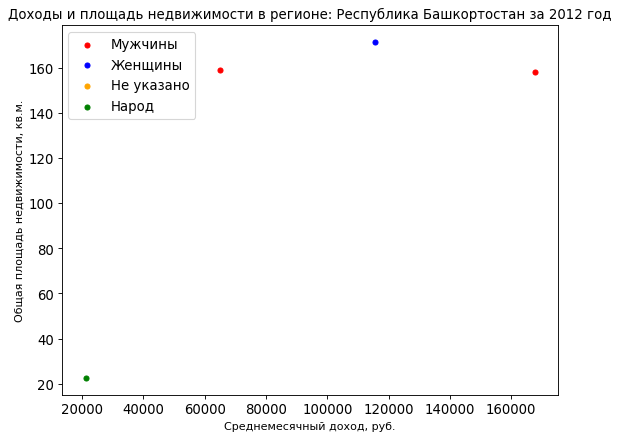 Доходы и площадь недвижимости в регионе: Республика Башкортостан за 2012 год
Мужчины
Женщины
Не указано
Народ
Общая площадь недвижимости, кв.м.
160
140
120
100
80
60
40
20
20000 40000 60000 80000 100000 120000 140000 160000
Среднемесячный доход, руб.